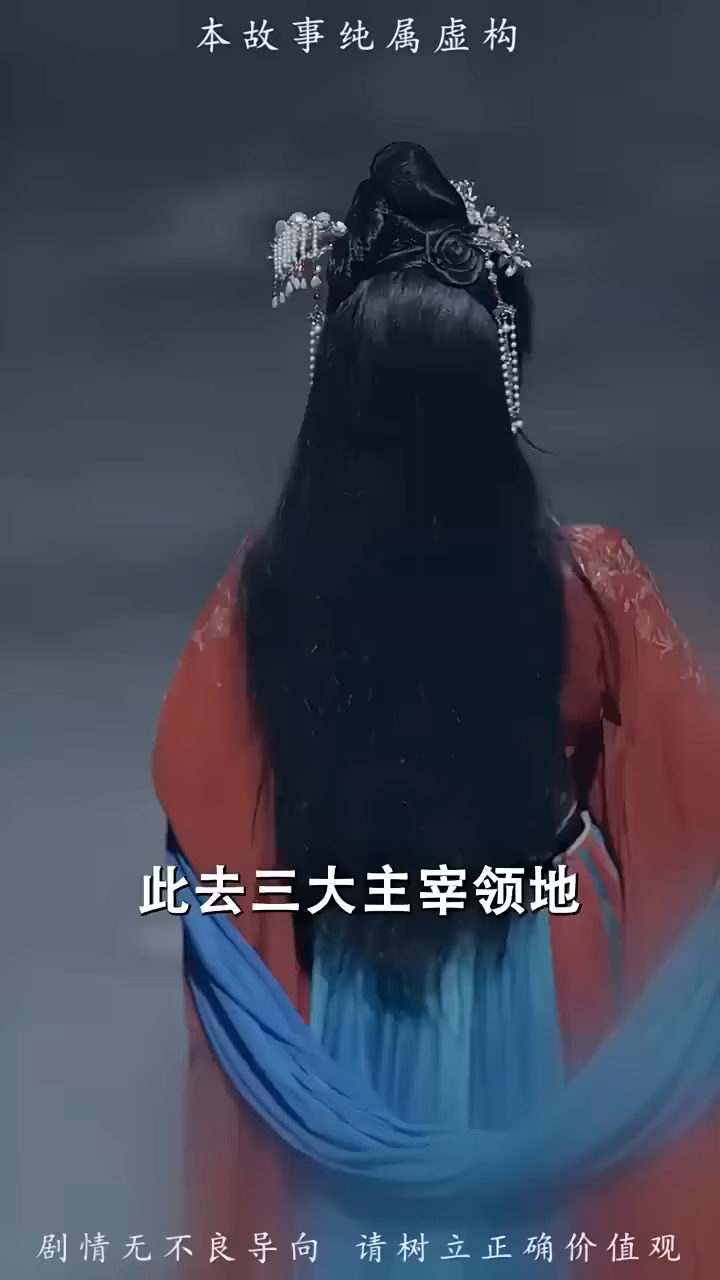 本故事纯属虚构
此去三大主宰领地
剧情无不良导向 请树立正确价值观